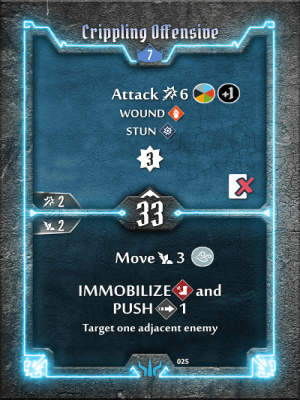 Crippling Offensive
7
Attack 6 +1
WOUND
STUN
3
2
33
2
Move 3
IMMOBILIZE and
PUSH 1
Target one adjacent enemy
025